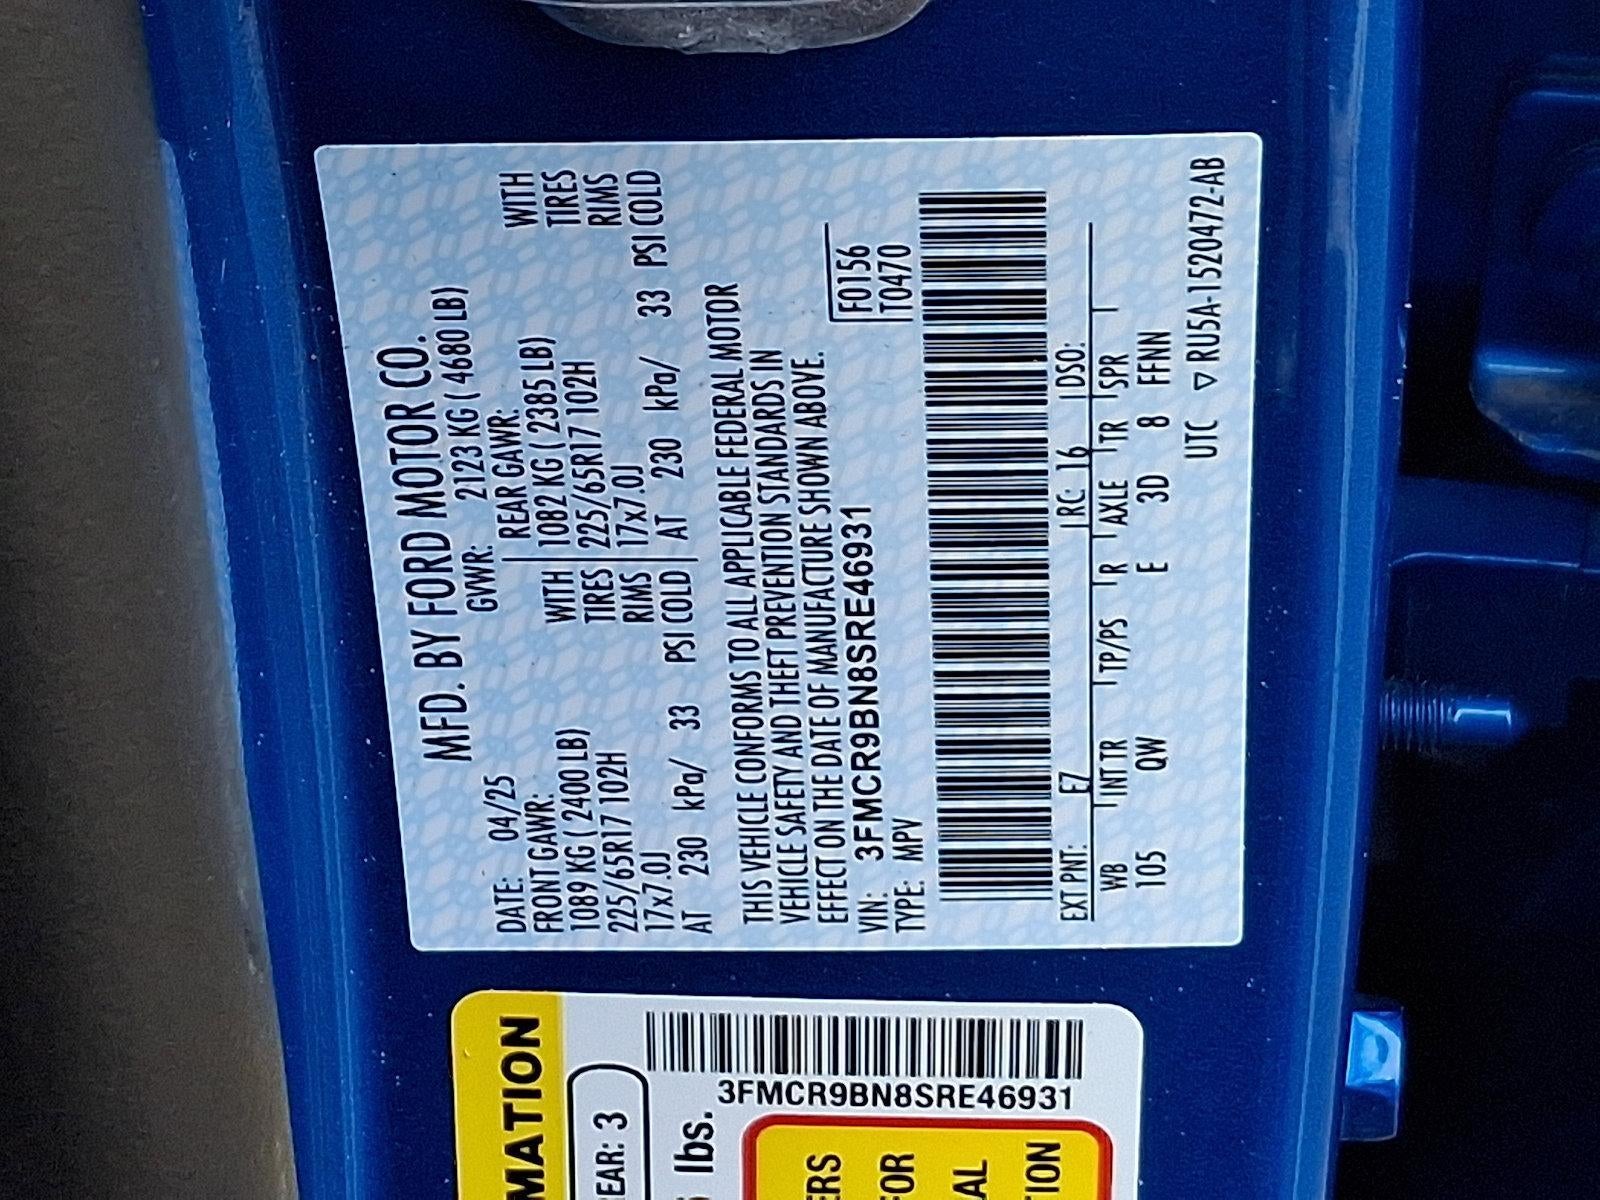 MFD. BY FORD MOTOR CO.
DATE: 04/25 GVWR: 2123 KG ( 4680 LB)
FRONT GAWR: REAR GAWR:
1089 KG ( 2400 LB) WITH 1082 KG ( 2385 LB) WITH
225/65R17 102H TIRES 225/65R17 102H TIRES
17x7.0J RIMS 17x7.0J RIMS
AT 230 kPa/ 33 PSI COLD AT 230 kPa/ 33 PSI COLD
THIS VEHICLE CONFORMS TO ALL APPLICABLE FEDERAL MOTOR
VEHICLE SAFETY AND THEFT PREVENTION STANDARDS IN
EFFECT ON THE DATE OF MANUFACTURE SHOWN ABOVE.
VIN: 3FMCR9BN8SRE46931 F0156
TYPE: MPV T0470
EXT PNT: E7 RC: 16 DSO:
WB INT TR TP/PS R AXLE TR SPR
105 QW E 3D 8 FFNN
UTC ▽ RU5A-1520472-AB
3FMCR9BN8SRE46931
lbs.